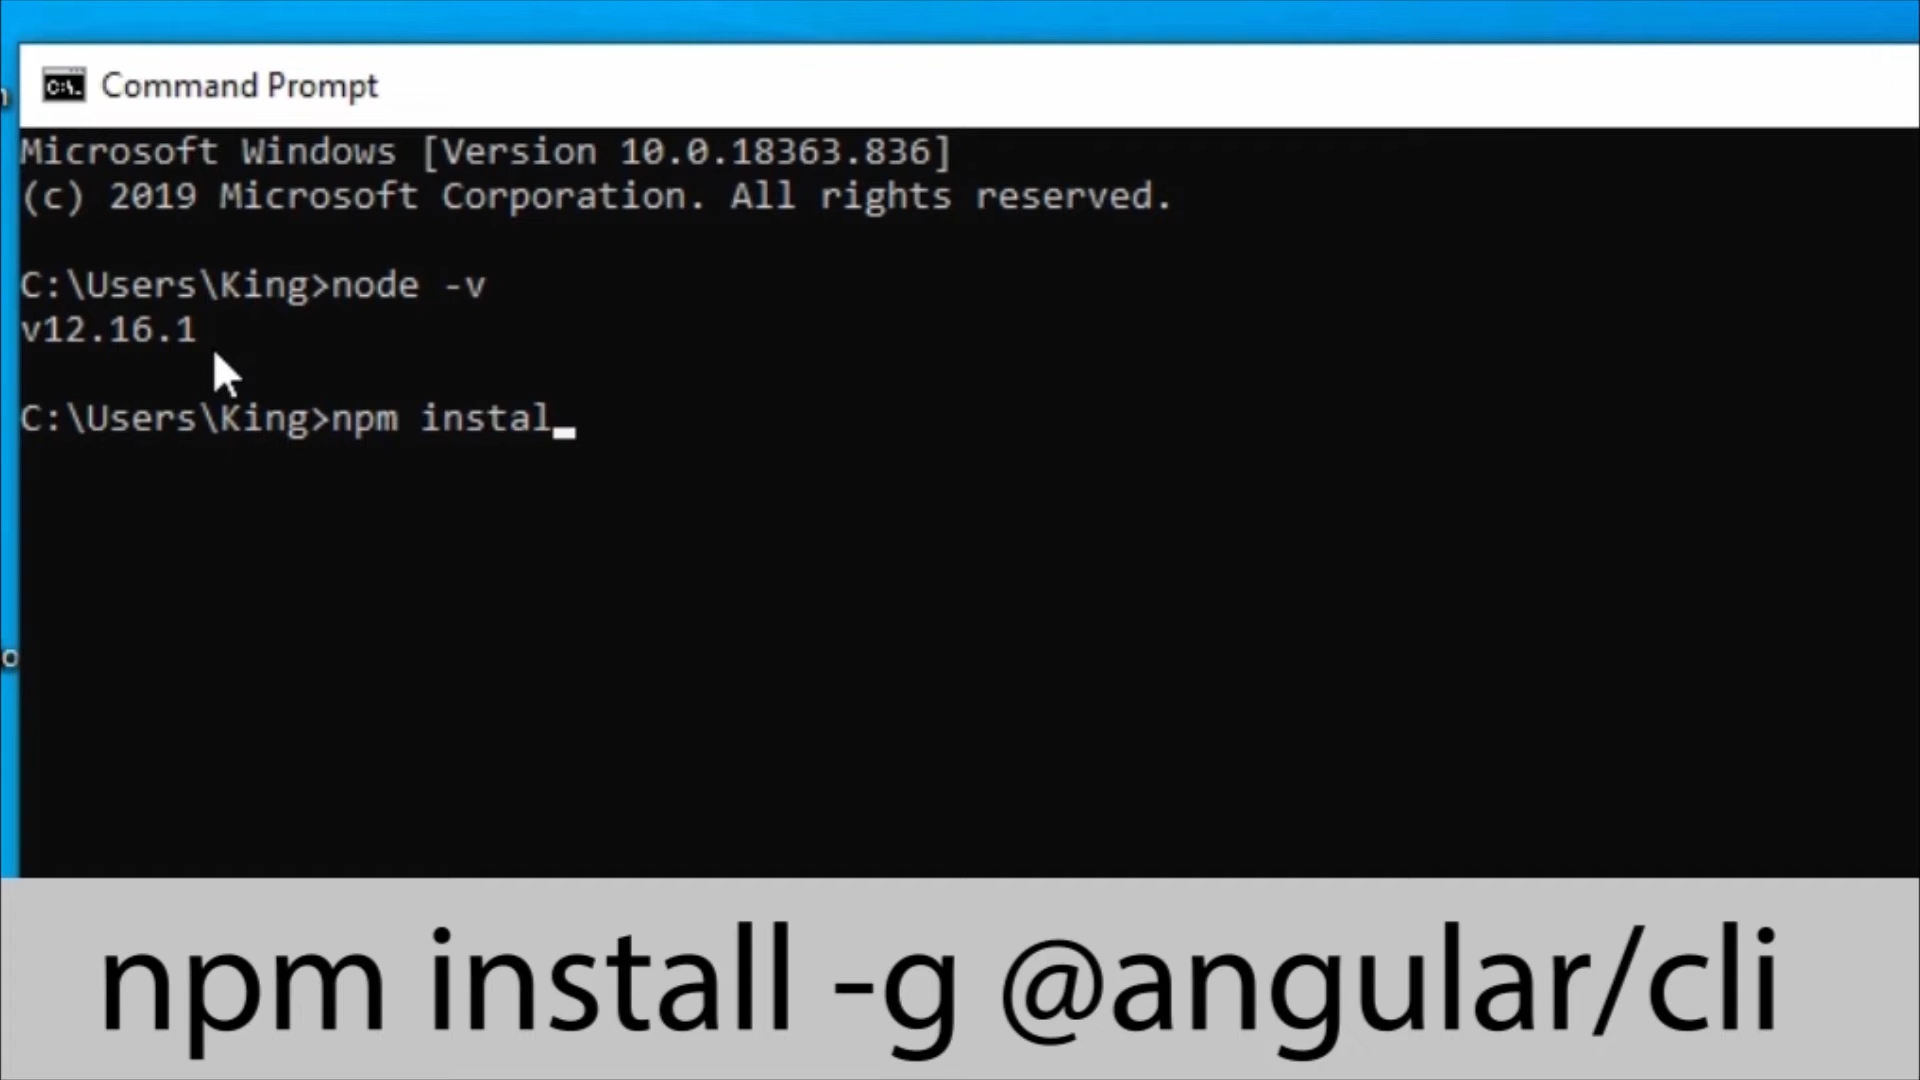 Command Prompt
Microsoft Windows [Version 10.0.18363.836]
(c) 2019 Microsoft Corporation. All rights reserved.
C:\Users\King>node -v
v12.16.1
C:\Users\King>npm instal
npm install -g @angular/cli